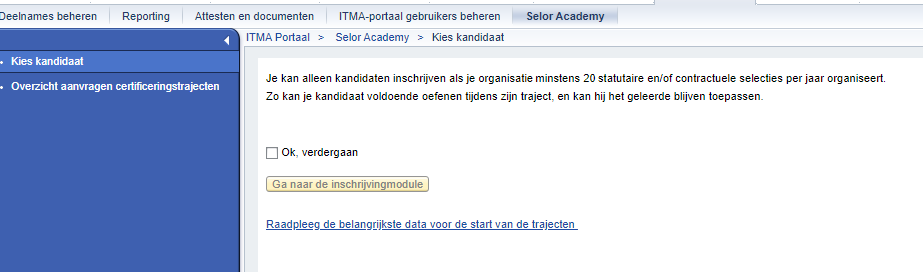 Deelnames beheren Reporting Attesten en documenten ITMA-portaal gebruikers beheren Selor Academy
ITMA Portaal > Selor Academy > Kies kandidaat
Kies kandidaat
Overzicht aanvragen certificeringstrajecten
Je kan alleen kandidaten inschrijven als je organisatie minstens 20 statutaire en/of contractuele selecties per jaar organiseert.
Zo kan je kandidaat voldoende oefenen tijdens zijn traject, en kan hij het geleerde blijven toepassen.
Ok, verdergaan
Ga naar de inschrijvingmodule
Raadpleeg de belangrijkste data voor de start van de trajecten